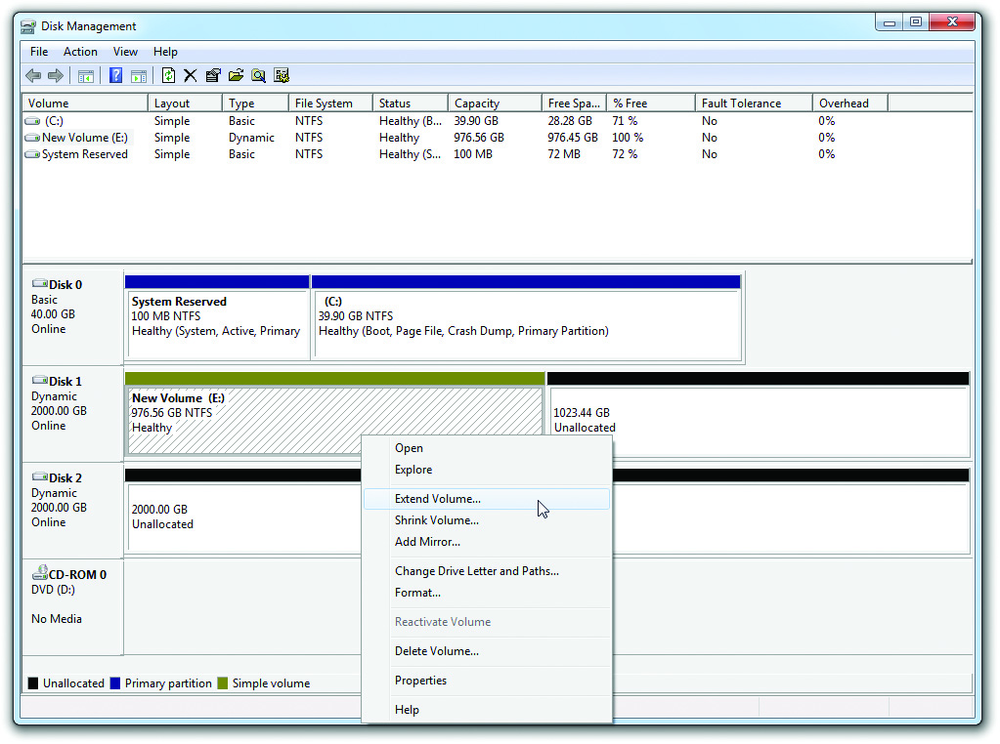 Disk Management
File Action View Help
Volume Layout Type File System Status Capacity Free Spa... % Free Fault Tolerance Overhead
(C:) Simple Basic NTFS Healthy (B... 39.90 GB 28.28 GB 71 % No 0%
New Volume (E:) Simple Dynamic NTFS Healthy 976.56 GB 976.45 GB 100 % No 0%
System Reserved Simple Basic NTFS Healthy (S... 100 MB 72 MB 72 % No 0%
Disk 0
Basic
40.00 GB
Online
System Reserved
100 MB NTFS
Healthy (System, Active, Primary
(C:)
39.90 GB NTFS
Healthy (Boot, Page File, Crash Dump, Primary Partition)
Disk 1
Dynamic
2000.00 GB
Online
New Volume (E:)
976.56 GB NTFS
Healthy
1023.44 GB
Unallocated
Disk 2
Dynamic
2000.00 GB
Online
2000.00 GB
Unallocated
CD-ROM 0
DVD (D:)
No Media
Open
Explore
Extend Volume...
Shrink Volume...
Add Mirror...
Change Drive Letter and Paths...
Format...
Reactivate Volume
Delete Volume...
Properties
Help
Unallocated Primary partition Simple volume